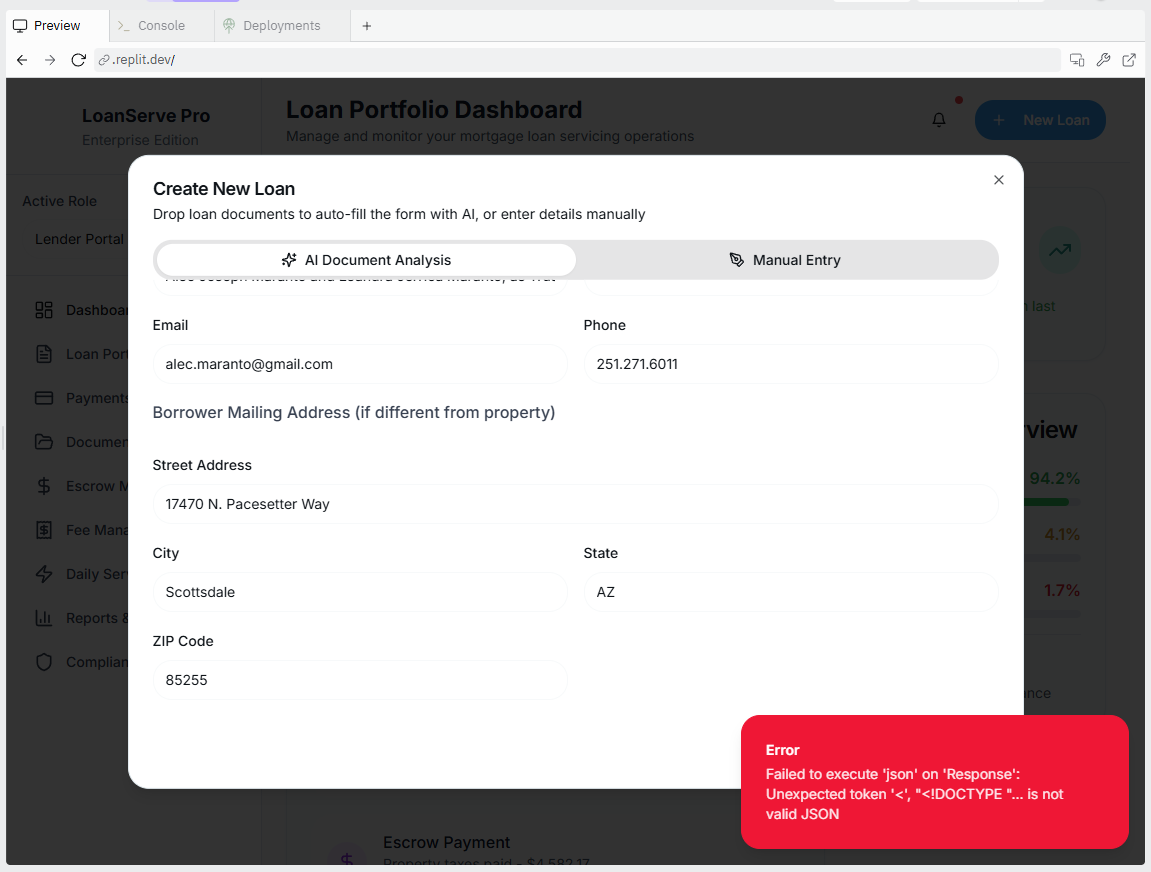 Preview
Console
Deployments
.replit.dev/
LoanServe Pro
Enterprise Edition
Loan Portfolio Dashboard
Manage and monitor your mortgage loan servicing operations
New Loan
Active Role
Lender Portal
Create New Loan
Drop loan documents to auto-fill the form with AI, or enter details manually
AI Document Analysis
Manual Entry
last
Email
Phone
alec.maranto@gmail.com
251.271.6011
Borrower Mailing Address (if different from property)
Street Address
17470 N. Pacesetter Way
City
State
Scottsdale
AZ
ZIP Code
85255
Dashboa
Loan Port
Payments
Documen
Escrow M
Fee Mana
Daily Serv
Reports &
Complian
rview
94.2%
4.1%
1.7%
nce
Error
Failed to execute 'json' on 'Response':
Unexpected token '<', "<!DOCTYPE "... is not
valid JSON
Escrow Payment
Property taxes paid - $4,582.17